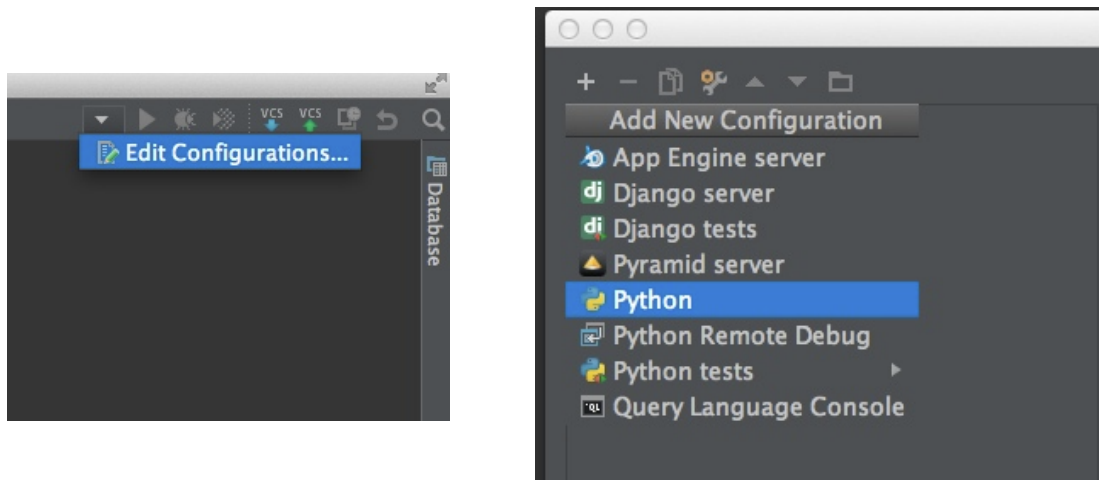 VCS VCS
Edit Configurations...
Database
Add New Configuration
App Engine server
dj Django server
dj Django tests
Pyramid server
Python
Python Remote Debug
Python tests
Query Language Console